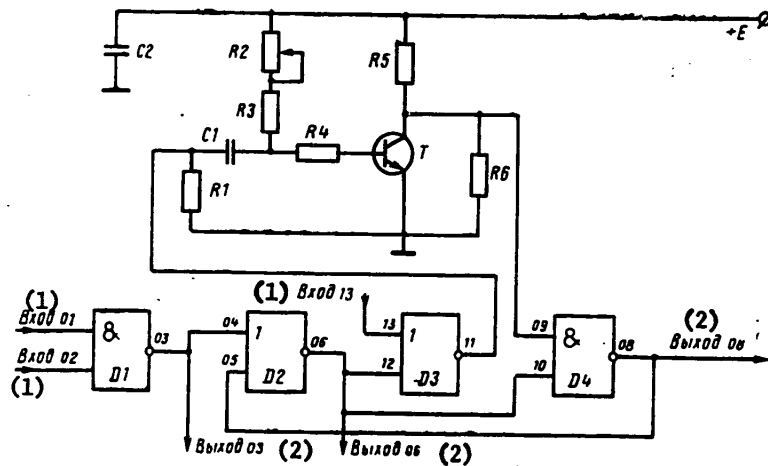 +E
C2
R2
R5
R3
C1
R4
T
R1
R6
(1)
Вход 01
&
03
D1
Вход 02
(1)
04
1
05
06
D2
(1) Вход 13
13
1
11
12
D3
09
&
08
10
D4
(2)
Выход 08
Выход 03 (2)
Выход 06 (2)